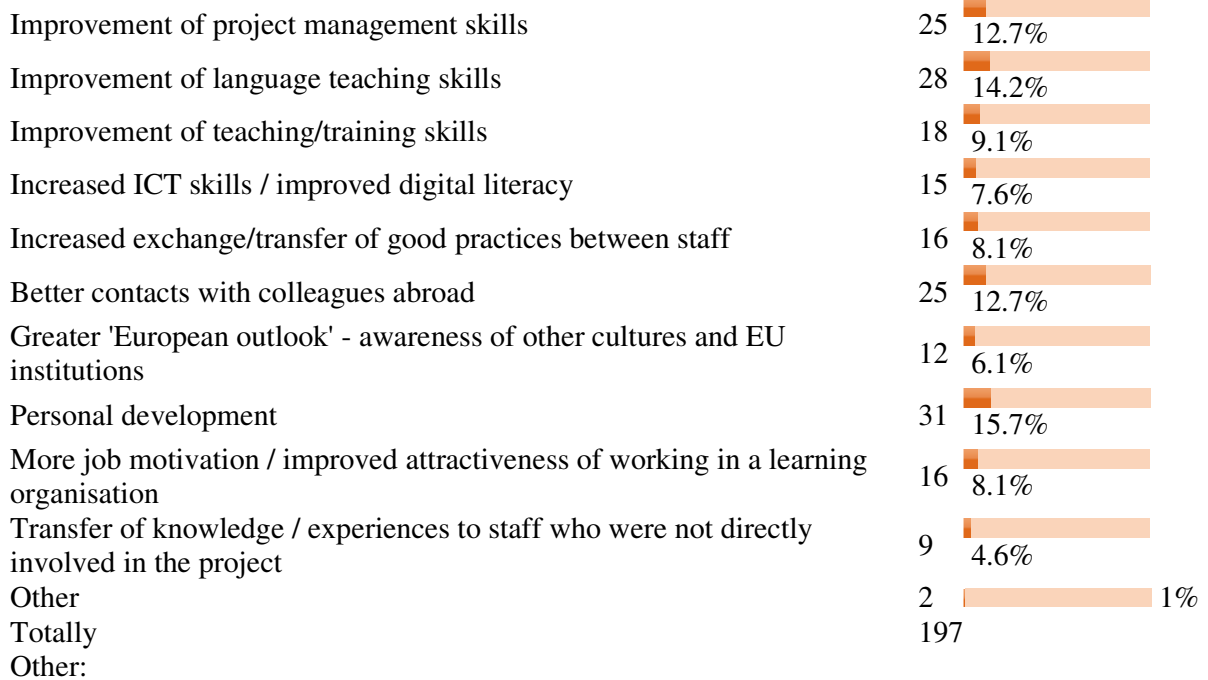 Improvement of project management skills 25 12.7%
Improvement of language teaching skills 28 14.2%
Improvement of teaching/training skills 18 9.1%
Increased ICT skills / improved digital literacy 15 7.6%
Increased exchange/transfer of good practices between staff 16 8.1%
Better contacts with colleagues abroad 25 12.7%
Greater 'European outlook' - awareness of other cultures and EU
institutions 12 6.1%
Personal development 31 15.7%
More job motivation / improved attractiveness of working in a learning
organisation 16 8.1%
Transfer of knowledge / experiences to staff who were not directly
involved in the project 9 4.6%
Other 2 1%
Totally 197
Other: